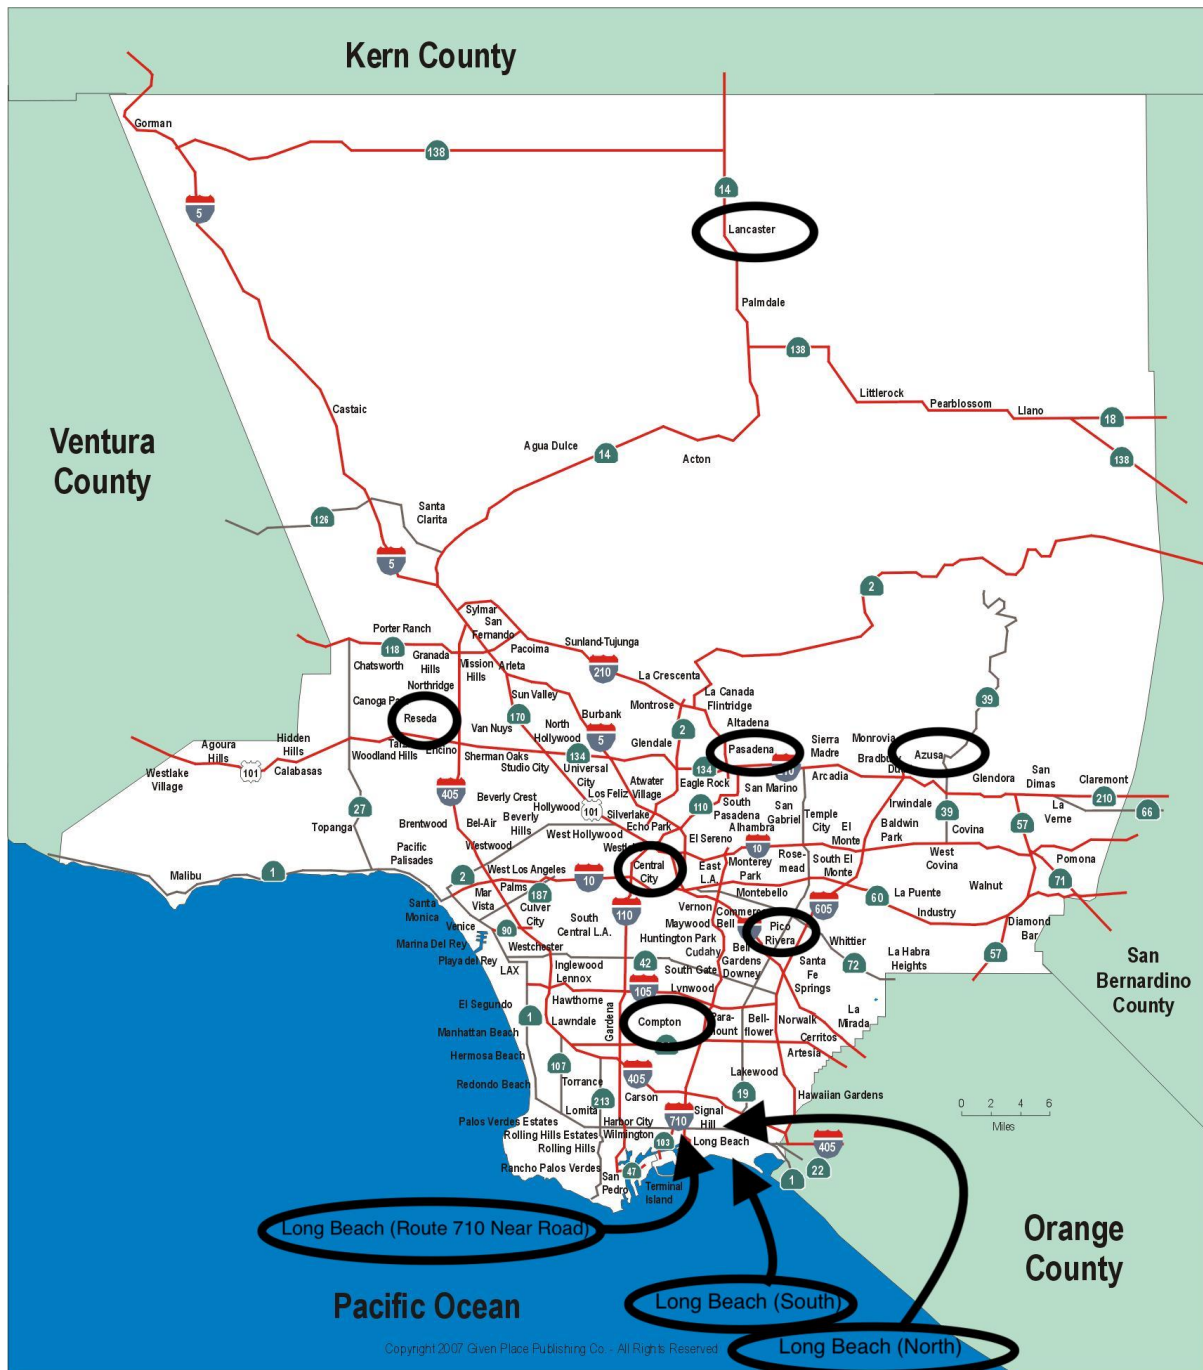 Kern County
Gorman
138
14
5
Lancaster
Palmdale
138
Littlerock
Pearblossom
Llano
18
138
Castaic
Ventura
County
Agua Dulce
14
Acton
Santa
Clarita
126
5
2
Sylmar
San
Fernando
Porter Ranch
118
Chatsworth
Granada
Hills
Mission
Hills
Arleta
Pacoima
Sunland-Tujunga
210
La Crescenta
Northridge
Sun Valley
La Canada
Flintridge
39
Canoga
Reseda
Van Nuys
170
North
Hollywood
Burbank
5
Montrose
2
Altadena
Pasadena
210
Sierra
Madre
Monrovia
Azusa
Agoura
Hills
Hidden
Hills
Calabasas
101
Westlake
Village
Woodland Hills
Encino
Sherman Oaks
Studio City
134
Universal
City
Glendale
134
Eagle Rock
San Marino
Arcadia
Glendora
San
Dimas
Claremont
210
66
La
Verne
27
Topanga
405
Beverly Crest
Hollywood
101
Los Feliz
Atwater
Village
Silverlake
110
South
Pasadena
San
Gabriel
Temple
City
Irwindale
39
Covina
57
Brentwood
Bel-Air
Beverly
Hills
Westwood
West Hollywood
Echo Park
El Sereno
Alhambra
10
El
Monte
Baldwin
Park
West
Covina
Pacific
Palisades
Malibu
1
2
West Los Angeles
10
Central
City
East
L.A.
Monterey
Park
Rose-
mead
South El
Monte
Pomona
71
Santa
Monica
Mar
Vista
Palms
187
Culver
City
110
Vernon
Montebello
605
60
La Puente
Walnut
Industry
Venice
90
South
Central L.A.
Maywood
Bell
Pico
Rivera
Whittier
Diamond
Bar
57
Marina Del Rey
Westchester
Huntington Park
Cudahy
Bell
Gardens
Downey
72
La Habra
Heights
San
Bernardino
County
Playa del Rey
LAX
Inglewood
Lennox
42
South Gate
Santa
Fe
Springs
105
Lynwood
El Segundo
1
Hawthorne
Lawndale
Gardena
Compton
Para-
mount
Bell-
flower
Norwalk
La
Mirada
Manhattan Beach
Cerritos
Hermosa Beach
107
Artesia
Redondo Beach
Torrance
405
Carson
Lakewood
19
Hawaiian Gardens
0 2 4 6
Miles
213
Lomita
Palos Verdes Estates
Harbor City
710
Signal
Hill
Rolling Hills Estates
Wilmington
Rolling Hills
103
Long Beach
405
22
1
Rancho Palos Verdes
San
Pedro
47
Terminal
Island
Long Beach (Route 710 Near Road)
Orange
County
Pacific Ocean
Long Beach (South)
Long Beach (North)
Copyright 2007 Given Place Publishing Co. - All Rights Reserved